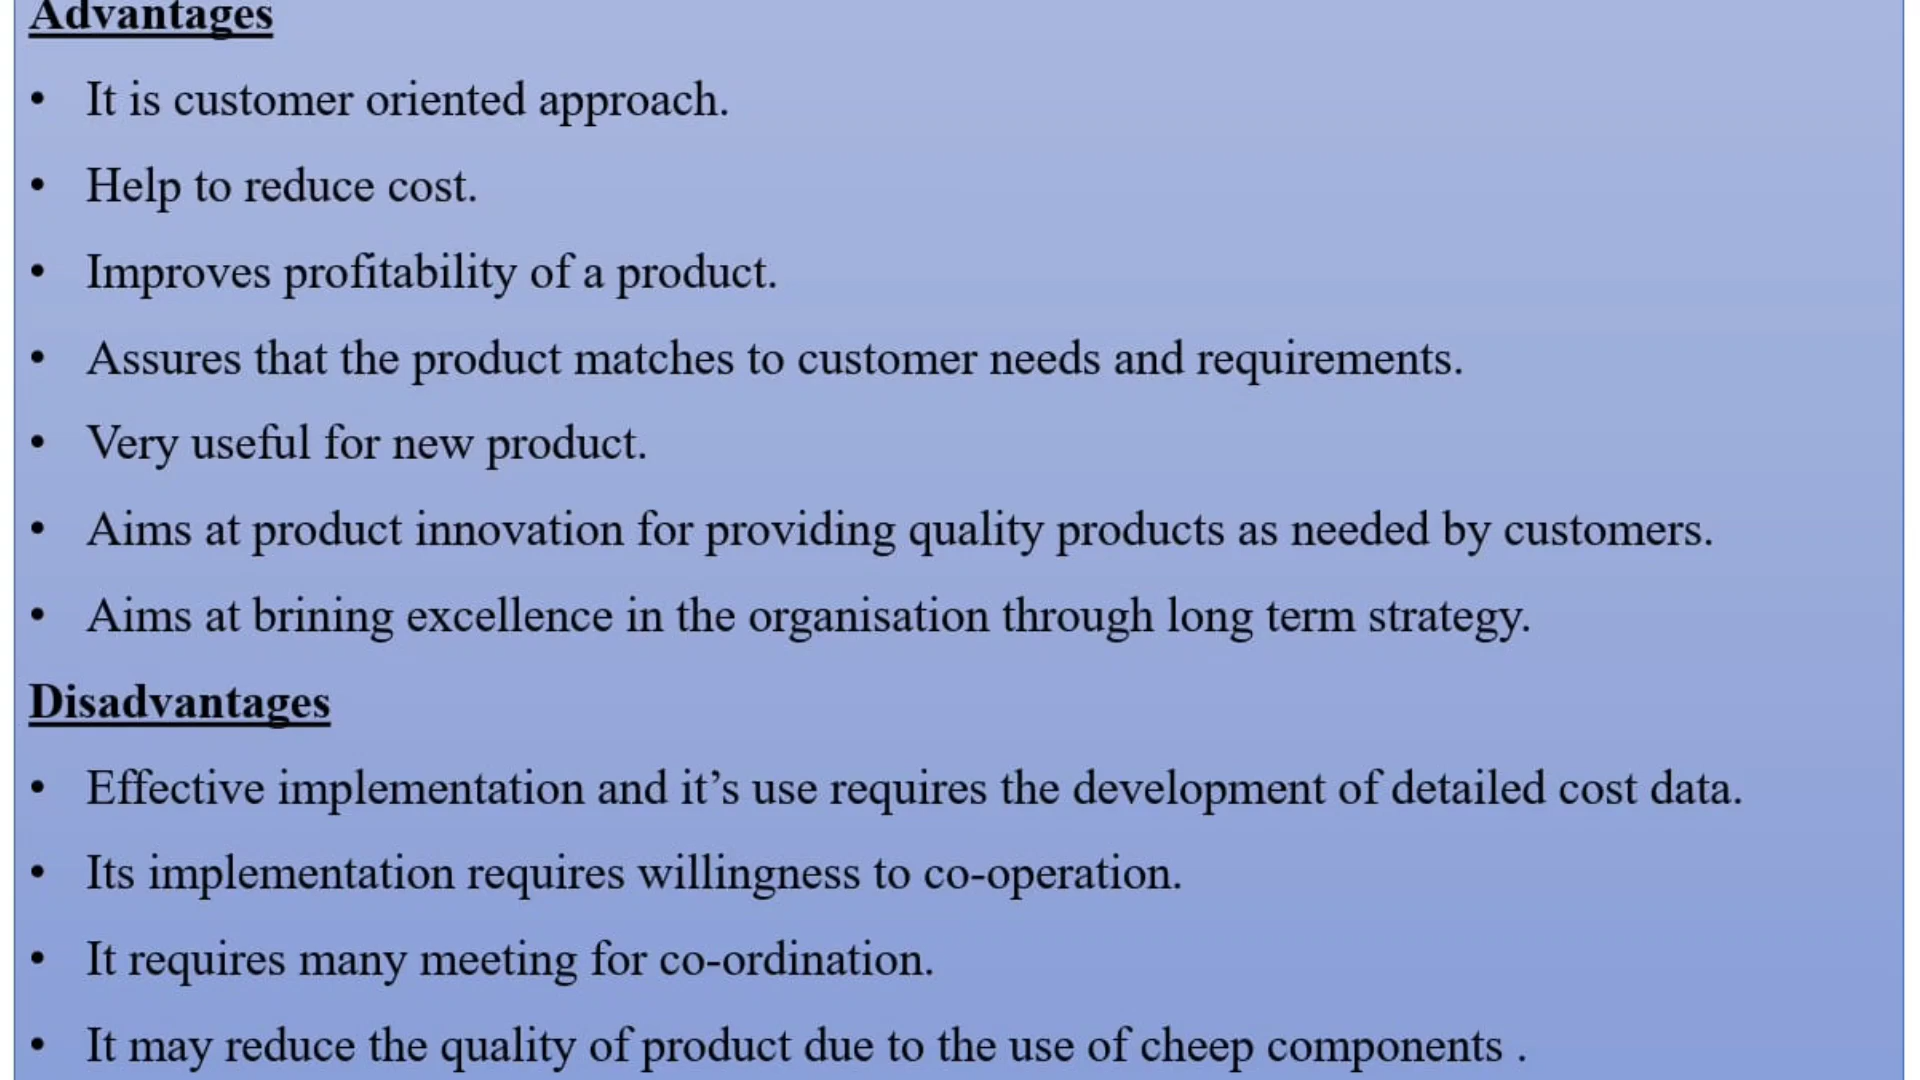 Advantages
• It is customer oriented approach.
• Help to reduce cost.
• Improves profitability of a product.
• Assures that the product matches to customer needs and requirements.
• Very useful for new product.
• Aims at product innovation for providing quality products as needed by customers.
• Aims at brining excellence in the organisation through long term strategy.
Disadvantages
• Effective implementation and it’s use requires the development of detailed cost data.
• Its implementation requires willingness to co-operation.
• It requires many meeting for co-ordination.
• It may reduce the quality of product due to the use of cheep components .